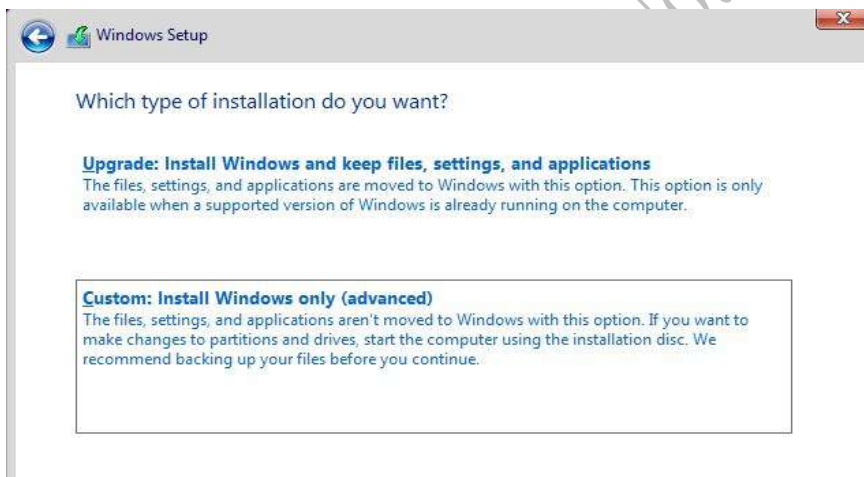 Windows Setup
Which type of installation do you want?
Upgrade: Install Windows and keep files, settings, and applications
The files, settings, and applications are moved to Windows with this option. This option is only
available when a supported version of Windows is already running on the computer.
Custom: Install Windows only (advanced)
The files, settings, and applications aren't moved to Windows with this option. If you want to
make changes to partitions and drives, start the computer using the installation disc. We
recommend backing up your files before you continue.